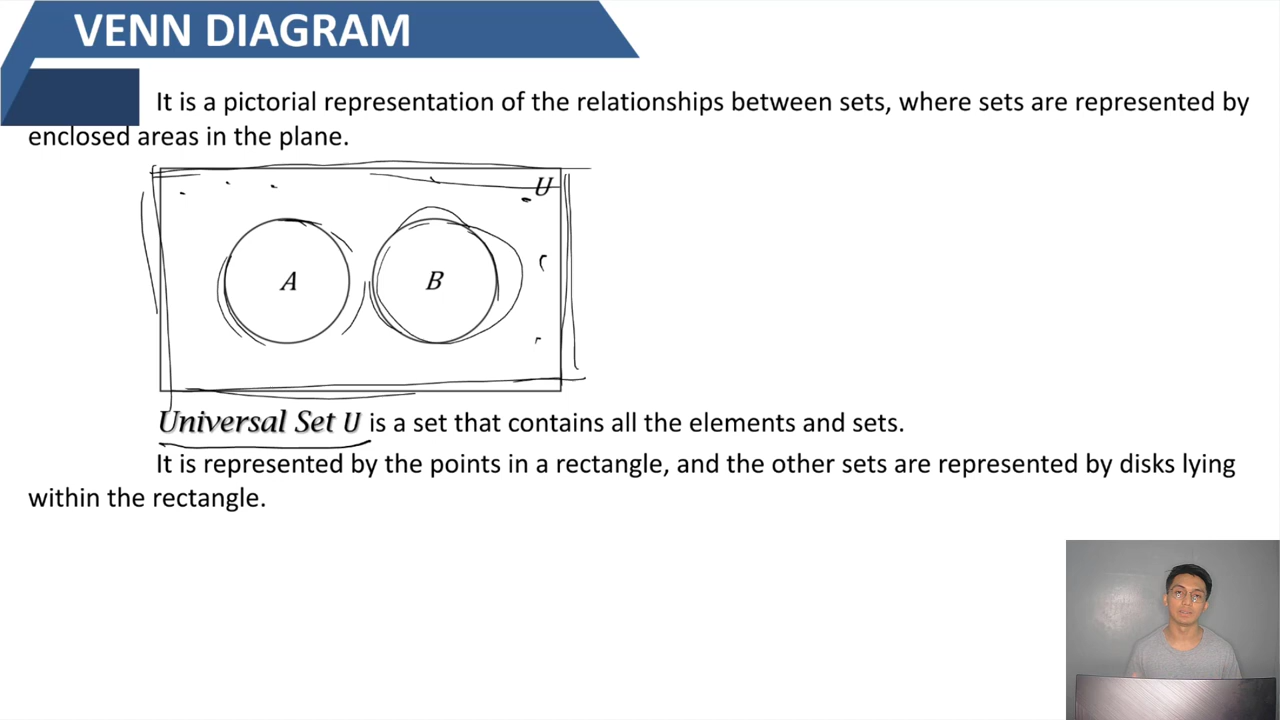 VENN DIAGRAM
It is a pictorial representation of the relationships between sets, where sets are represented by
enclosed areas in the plane.
U
A B
Universal Set U is a set that contains all the elements and sets.
It is represented by the points in a rectangle, and the other sets are represented by disks lying
within the rectangle.